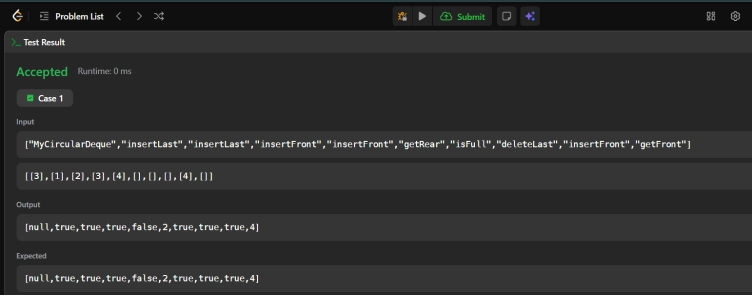 Problem List
Submit
Test Result
Accepted Runtime: 0 ms
Case 1
Input
["MyCircularDeque","insertLast","insertLast","insertFront","insertFront","getRear","isFull","deleteLast","insertFront","getFront"]
[[3],[1],[2],[3],[4],[],[],[],[4],[]]
Output
[null,true,true,true,false,2,true,true,true,4]
Expected
[null,true,true,true,false,2,true,true,true,4]